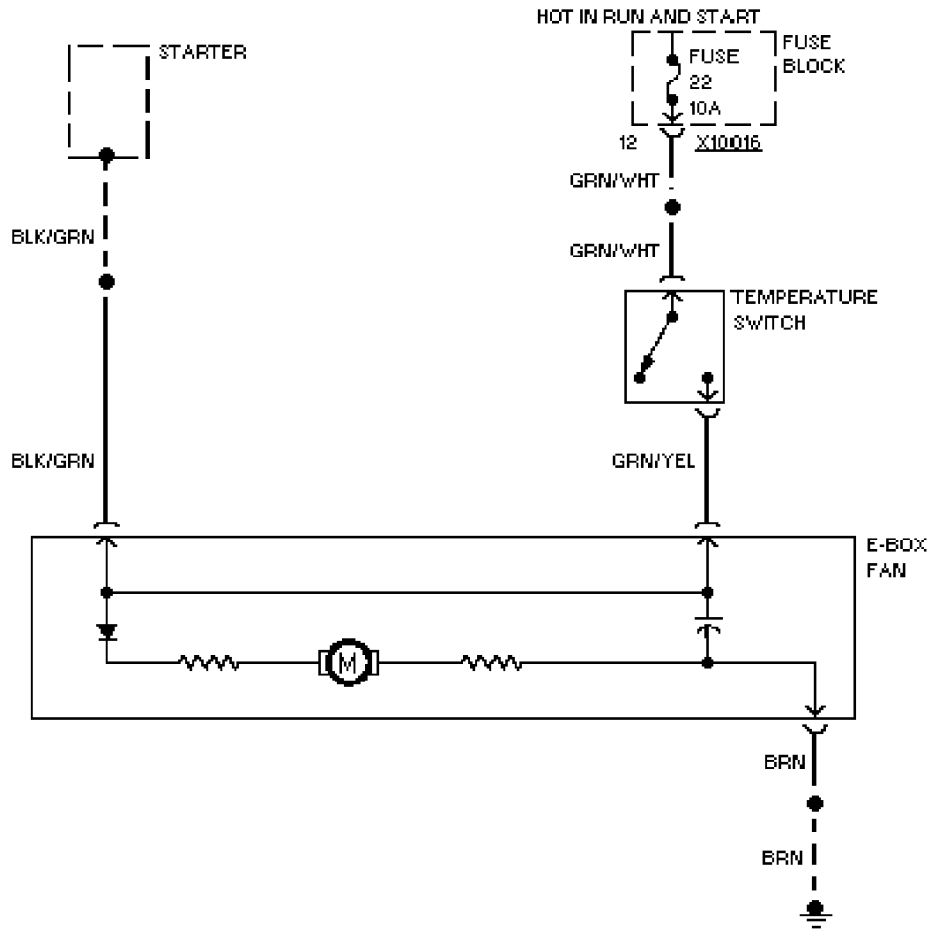 HOT IN RUN AND START
STARTER
FUSE
22
10A
FUSE
BLOCK
12
X10016
GRN/WHT
BLK/GRN
GRN/WHT
TEMPERATURE
SWITCH
BLK/GRN
GRN/YEL
E-BOX
FAN
M
BRN
BRN